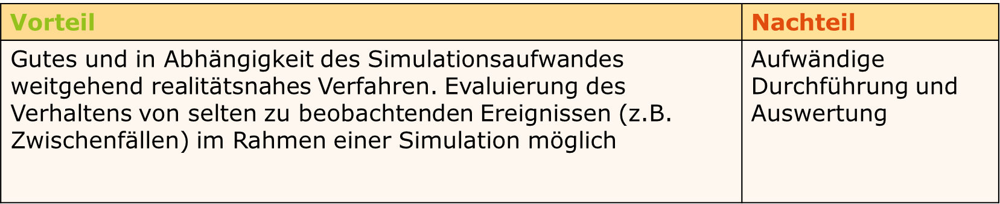 Vorteil
Nachteil
Gutes und in Abhängigkeit des Simulationsaufwandes
weitgehend realitätsnahes Verfahren. Evaluierung des
Verhaltens von selten zu beobachtenden Ereignissen (z.B.
Zwischenfällen) im Rahmen einer Simulation möglich
Aufwändige
Durchführung und
Auswertung